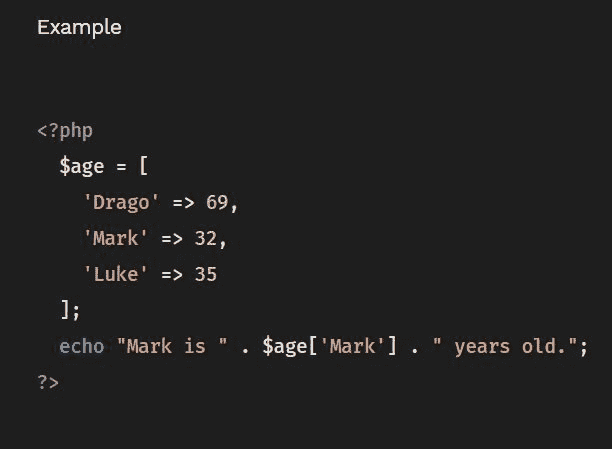 Example
<?php
  $age = [
    'Drago' => 69,
    'Mark' => 32,
    'Luke' => 35
  ];
  echo "Mark is " . $age['Mark'] . " years old.";
?>